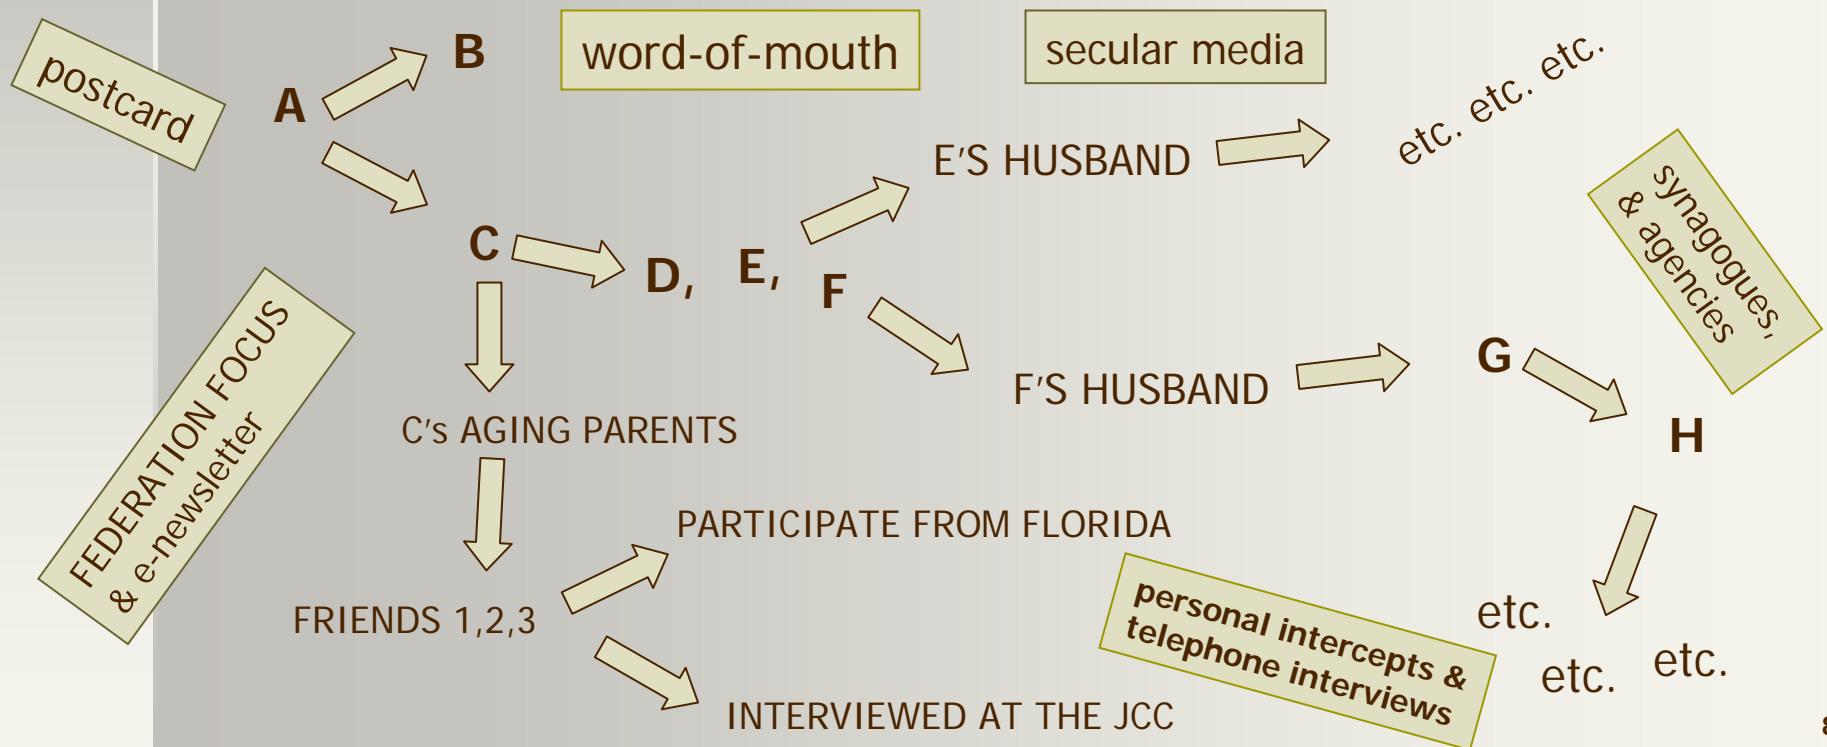 postcard
A
B
word-of-mouth
secular media
etc. etc. etc.
E'S HUSBAND
synagogues,
& agencies
C
D,
E,
F
FEDERATION FOCUS
& e-newsletter
F'S HUSBAND
G
H
C's AGING PARENTS
PARTICIPATE FROM FLORIDA
FRIENDS 1,2,3
personal intercepts &
telephone interviews
etc.
etc.
etc.
INTERVIEWED AT THE JCC